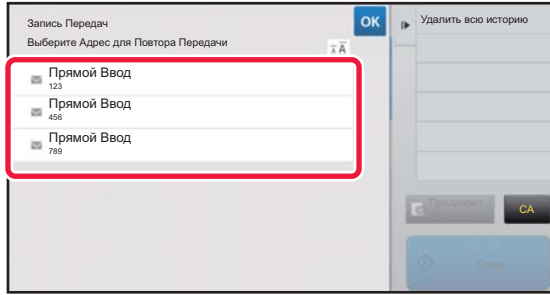 Запись Передач
OK
Удалить всю историю
Выберите Адрес для Повтора Передачи
A A
Прямой Ввод
123
Прямой Ввод
456
Прямой Ввод
789
Предварит.
CA
Старт